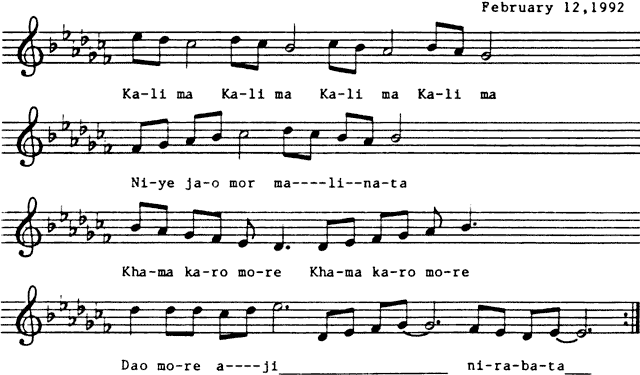 February 12,1992
Ka-li ma Ka-li ma Ka-li ma Ka-li ma
Ni-ye ja-o mor ma----li--na-ta
Kha-ma ka-ro mo-re Kha-ma ka-ro mo-re
Dao mo-re a----ji____________________ ni-ra-ba-ta___